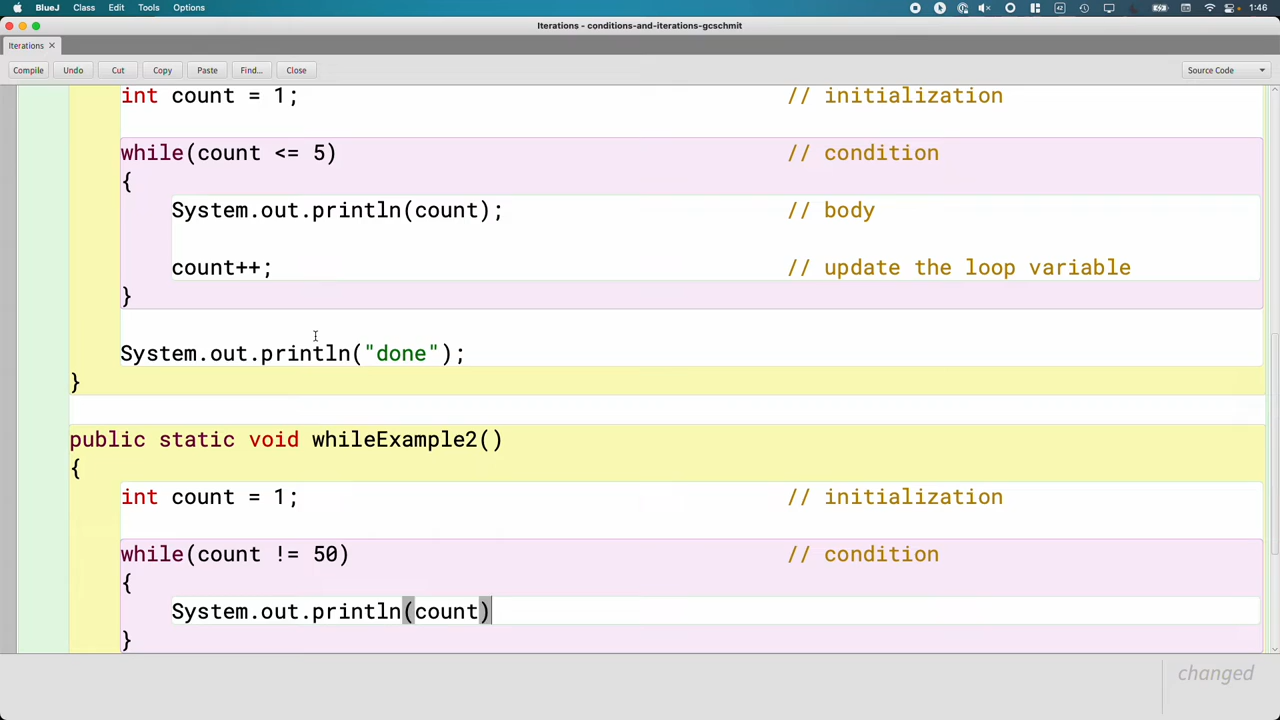 BlueJ Class Edit Tools Options 42 1:46
Iterations - conditions-and-iterations-gcschmit
Iterations ×
Compile Undo Cut Copy Paste Find... Close Source Code
int count = 1; // initialization
while(count <= 5) // condition
{
System.out.println(count); // body
count++; // update the loop variable
}
System.out.println("done");
}
public static void whileExample2()
{
int count = 1; // initialization
while(count != 50) // condition
{
System.out.println(count)
}
changed